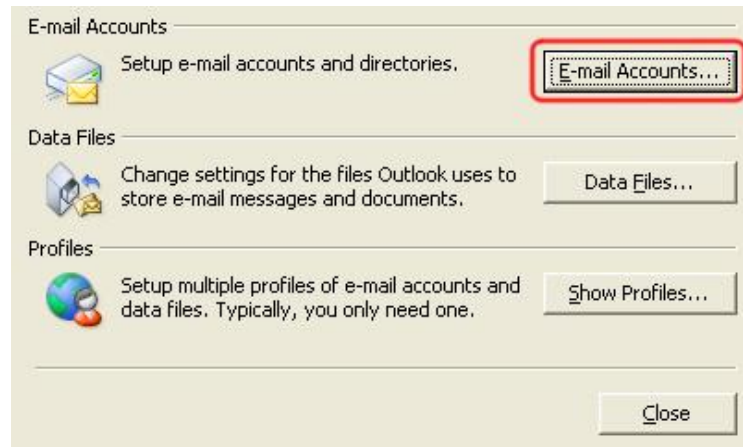 E-mail Accounts
Setup e-mail accounts and directories.
E-mail Accounts...
Data Files
Change settings for the files Outlook uses to
store e-mail messages and documents.
Data Files...
Profiles
Setup multiple profiles of e-mail accounts and
data files. Typically, you only need one.
Show Profiles...
Close